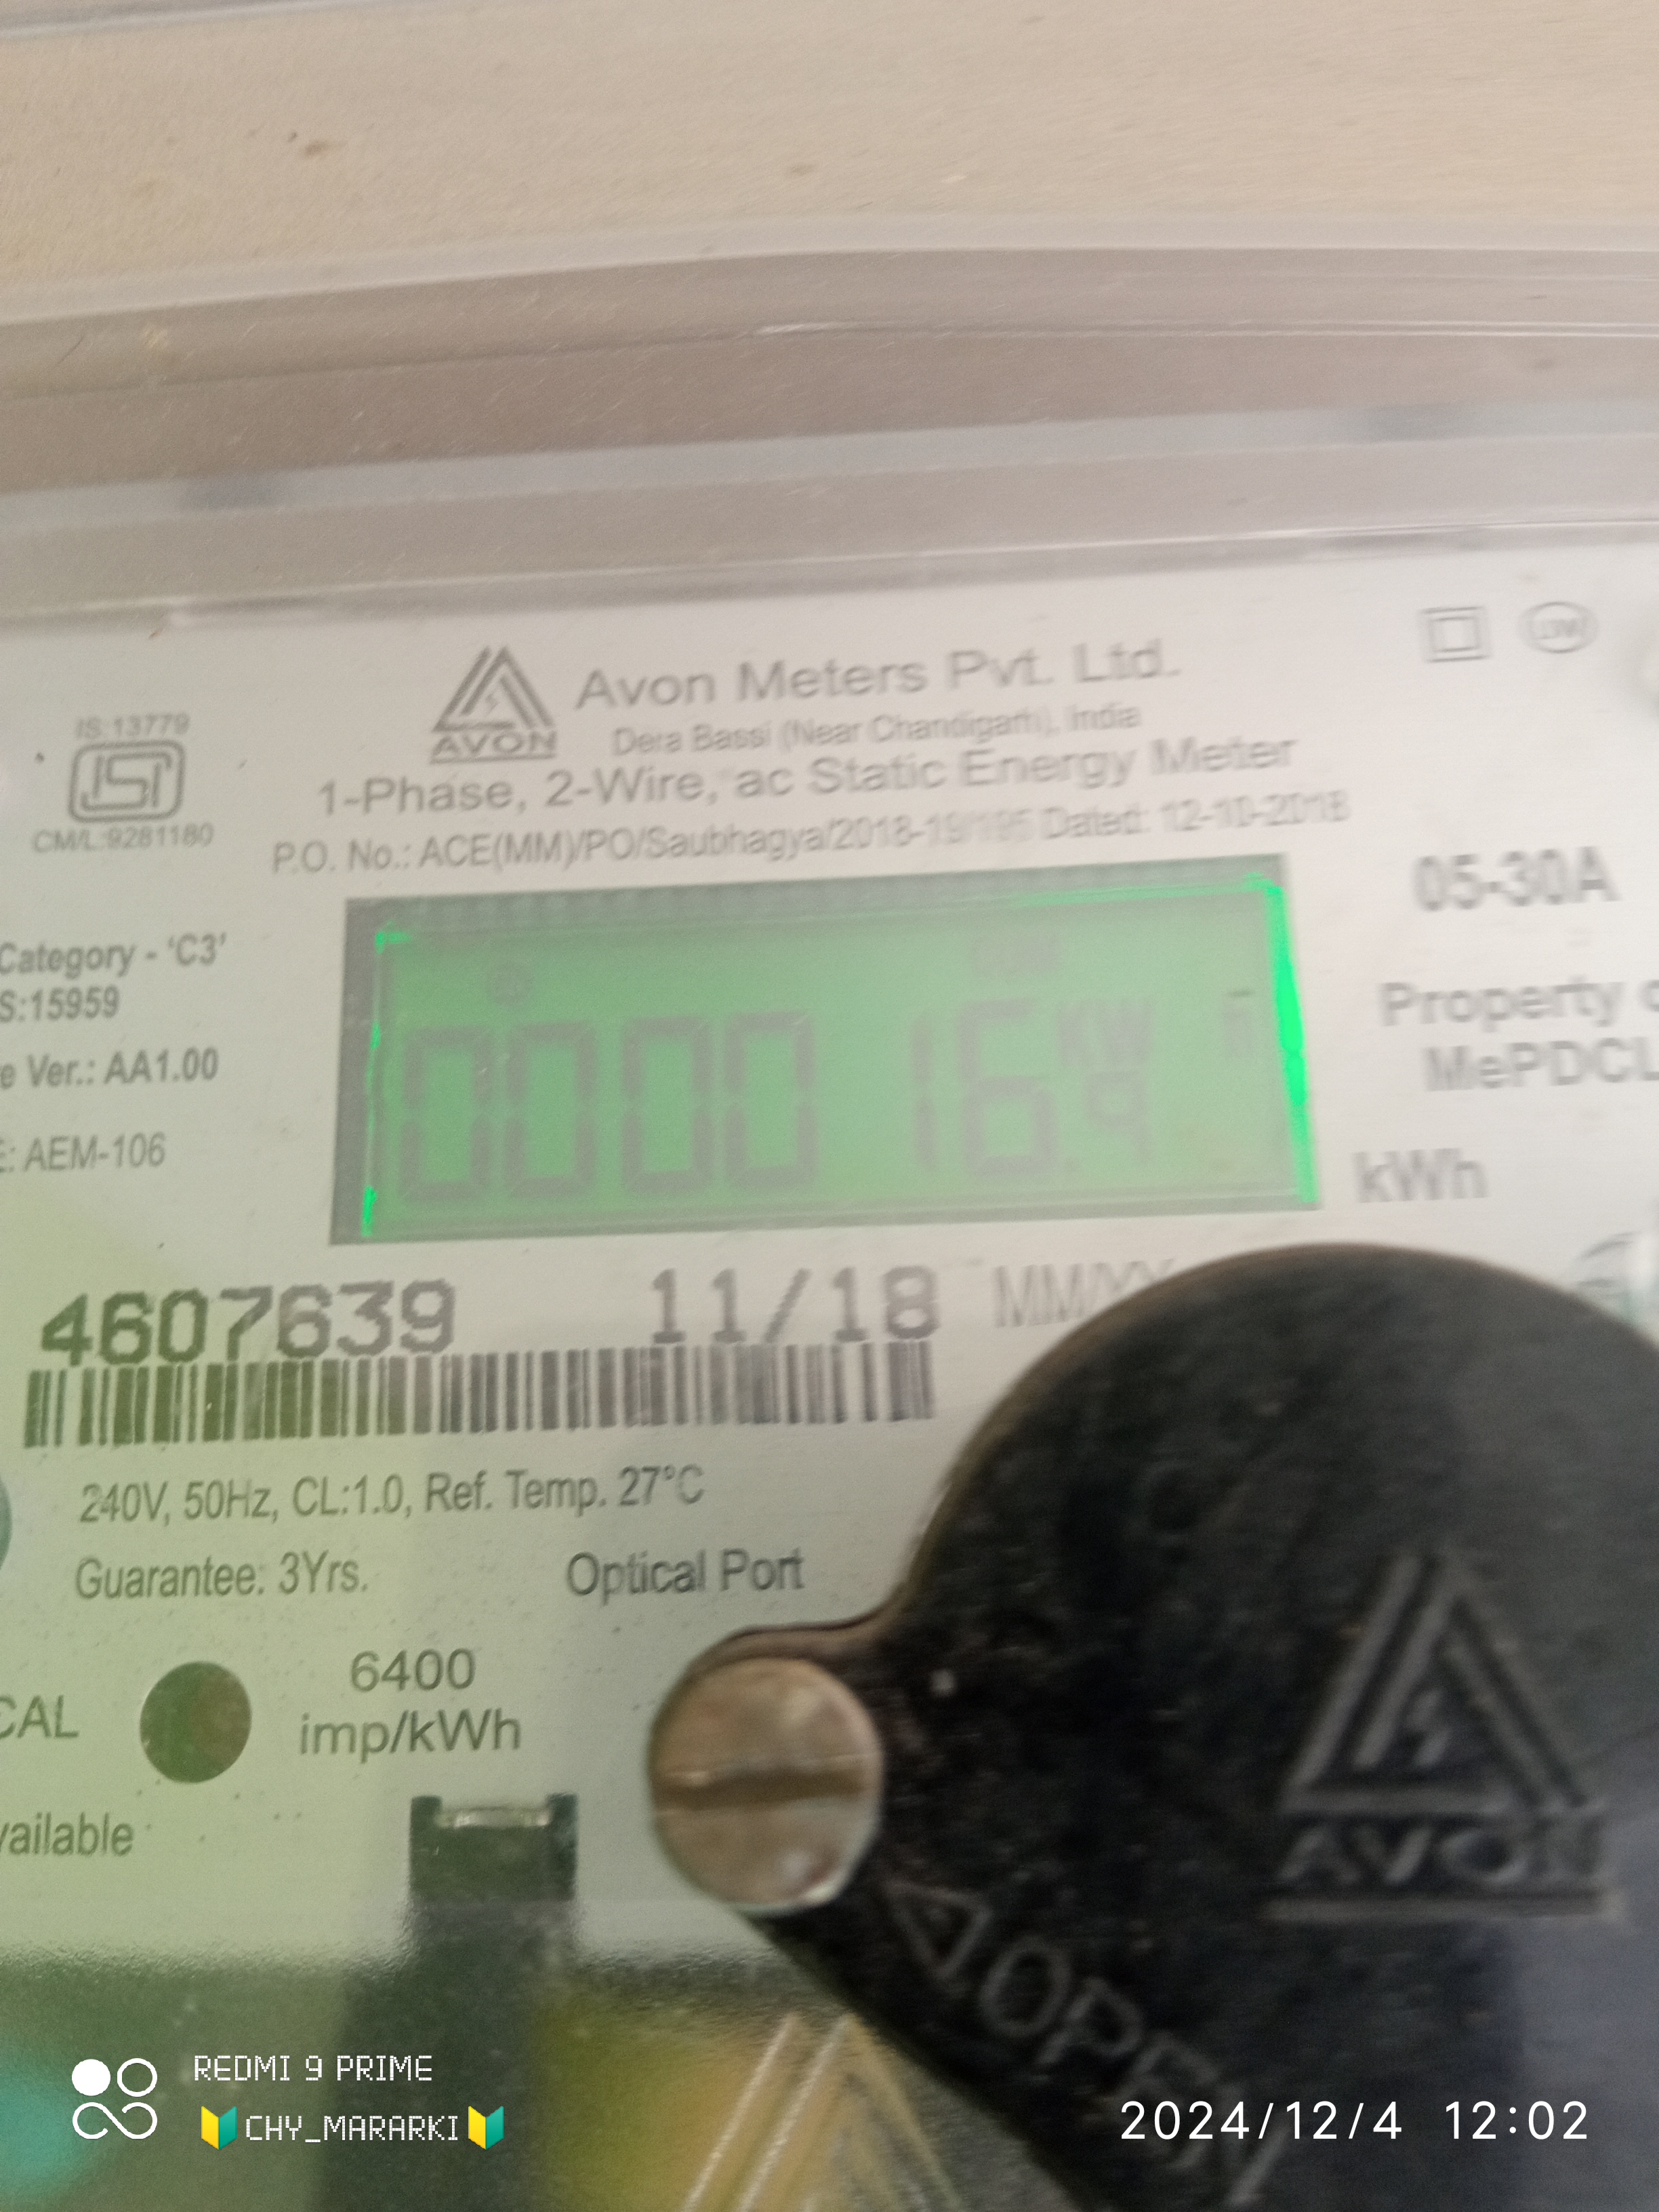 IS:13779
CM/L:9281180
AVON
Avon Meters Pvt. Ltd.
Dera Bassi (Near Chandigarh), India
1-Phase, 2-Wire, ac Static Energy Meter
P.O. No.: ACE(MM)/PO/Saubhagya/2018-19/195 Dated: 12-10-2018
Category - 'C3'
S:15959
e Ver.: AA1.00
: AEM-106
05-30A
Property
MePDCL
kWh
000016
KW
4607639 11/18
240V, 50Hz, CL:1.0, Ref. Temp. 27°C
Guarantee: 3Yrs. Optical Port
CAL
6400
imp/kWh
vailable
AVON
OPEN
REDMI 9 PRIME
🔰CHY_MARARKI🔰
2024/12/4 12:02